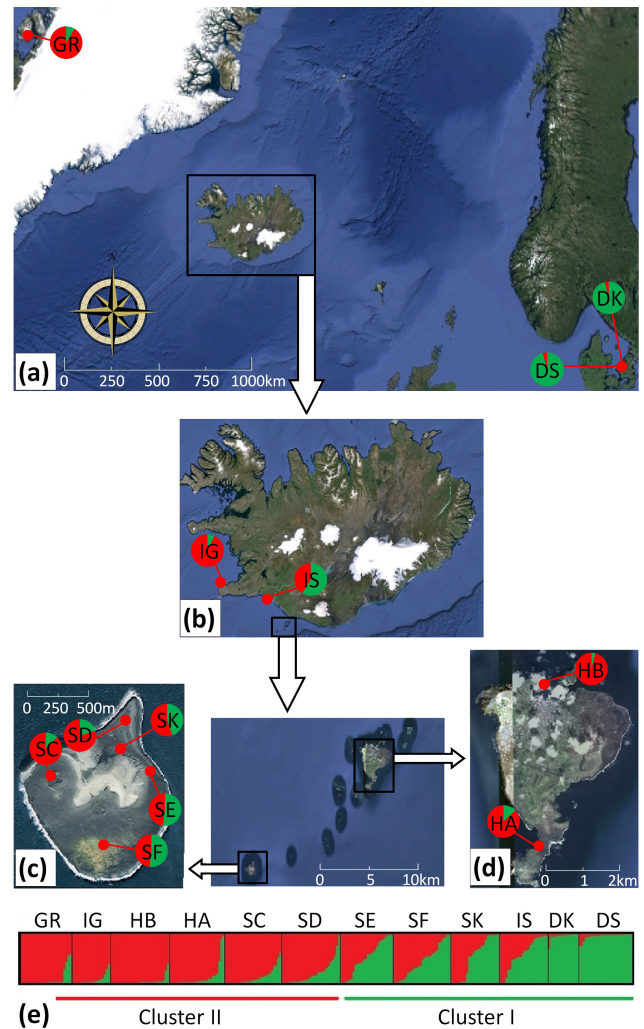 GR
N
DK
DS
(a)
0 250 500 750 1000km
IG
IS
(b)
0 250 500m
SK
SD
SC
SE
SF
(c)
0 5 10km
HB
HA
(d)
0 2km
GR IG HB HA SC SD SE SF SK IS DK DS
(e)
Cluster II Cluster I